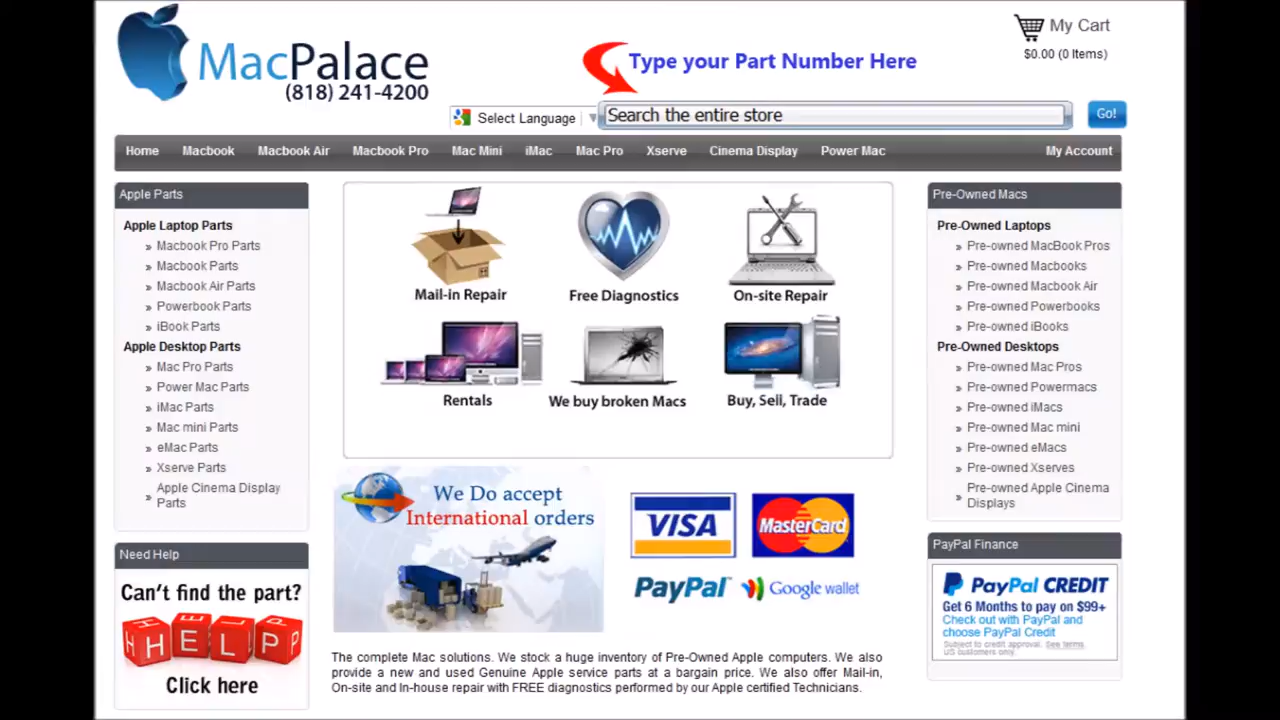 MacPalace
(818) 241-4200
Type your Part Number Here
My Cart
$0.00 (0 Items)
Select Language
Search the entire store
Go!
Home Macbook Macbook Air Macbook Pro Mac Mini iMac Mac Pro Xserve Cinema Display Power Mac My Account
Apple Parts
Apple Laptop Parts
» Macbook Pro Parts
» Macbook Parts
» Macbook Air Parts
» Powerbook Parts
» iBook Parts
Apple Desktop Parts
» Mac Pro Parts
» Power Mac Parts
» iMac Parts
» Mac mini Parts
» eMac Parts
» Xserve Parts
» Apple Cinema Display
Parts
Need Help
Can't find the part?
HELP
Click here
Mail-in Repair
Free Diagnostics
On-site Repair
Rentals
We buy broken Macs
Buy, Sell, Trade
We Do accept
International orders
VISA
MasterCard
PayPal
Google wallet
The complete Mac solutions. We stock a huge inventory of Pre-Owned Apple computers. We also
provide a new and used Genuine Apple service parts at a bargain price. We also offer Mail-in,
On-site and In-house repair with FREE diagnostics performed by our Apple certified Technicians.
Pre-Owned Macs
Pre-Owned Laptops
» Pre-owned MacBook Pros
» Pre-owned Macbooks
» Pre-owned Macbook Air
» Pre-owned Powerbooks
» Pre-owned iBooks
Pre-Owned Desktops
» Pre-owned Mac Pros
» Pre-owned Powermacs
» Pre-owned iMacs
» Pre-owned Mac mini
» Pre-owned eMacs
» Pre-owned Xserves
» Pre-owned Apple Cinema
Displays
PayPal Finance
PayPal CREDIT
Get 6 Months to pay on $99+
Check out with PayPal and
choose PayPal Credit
Subject to credit approval. See terms.
US customers only.